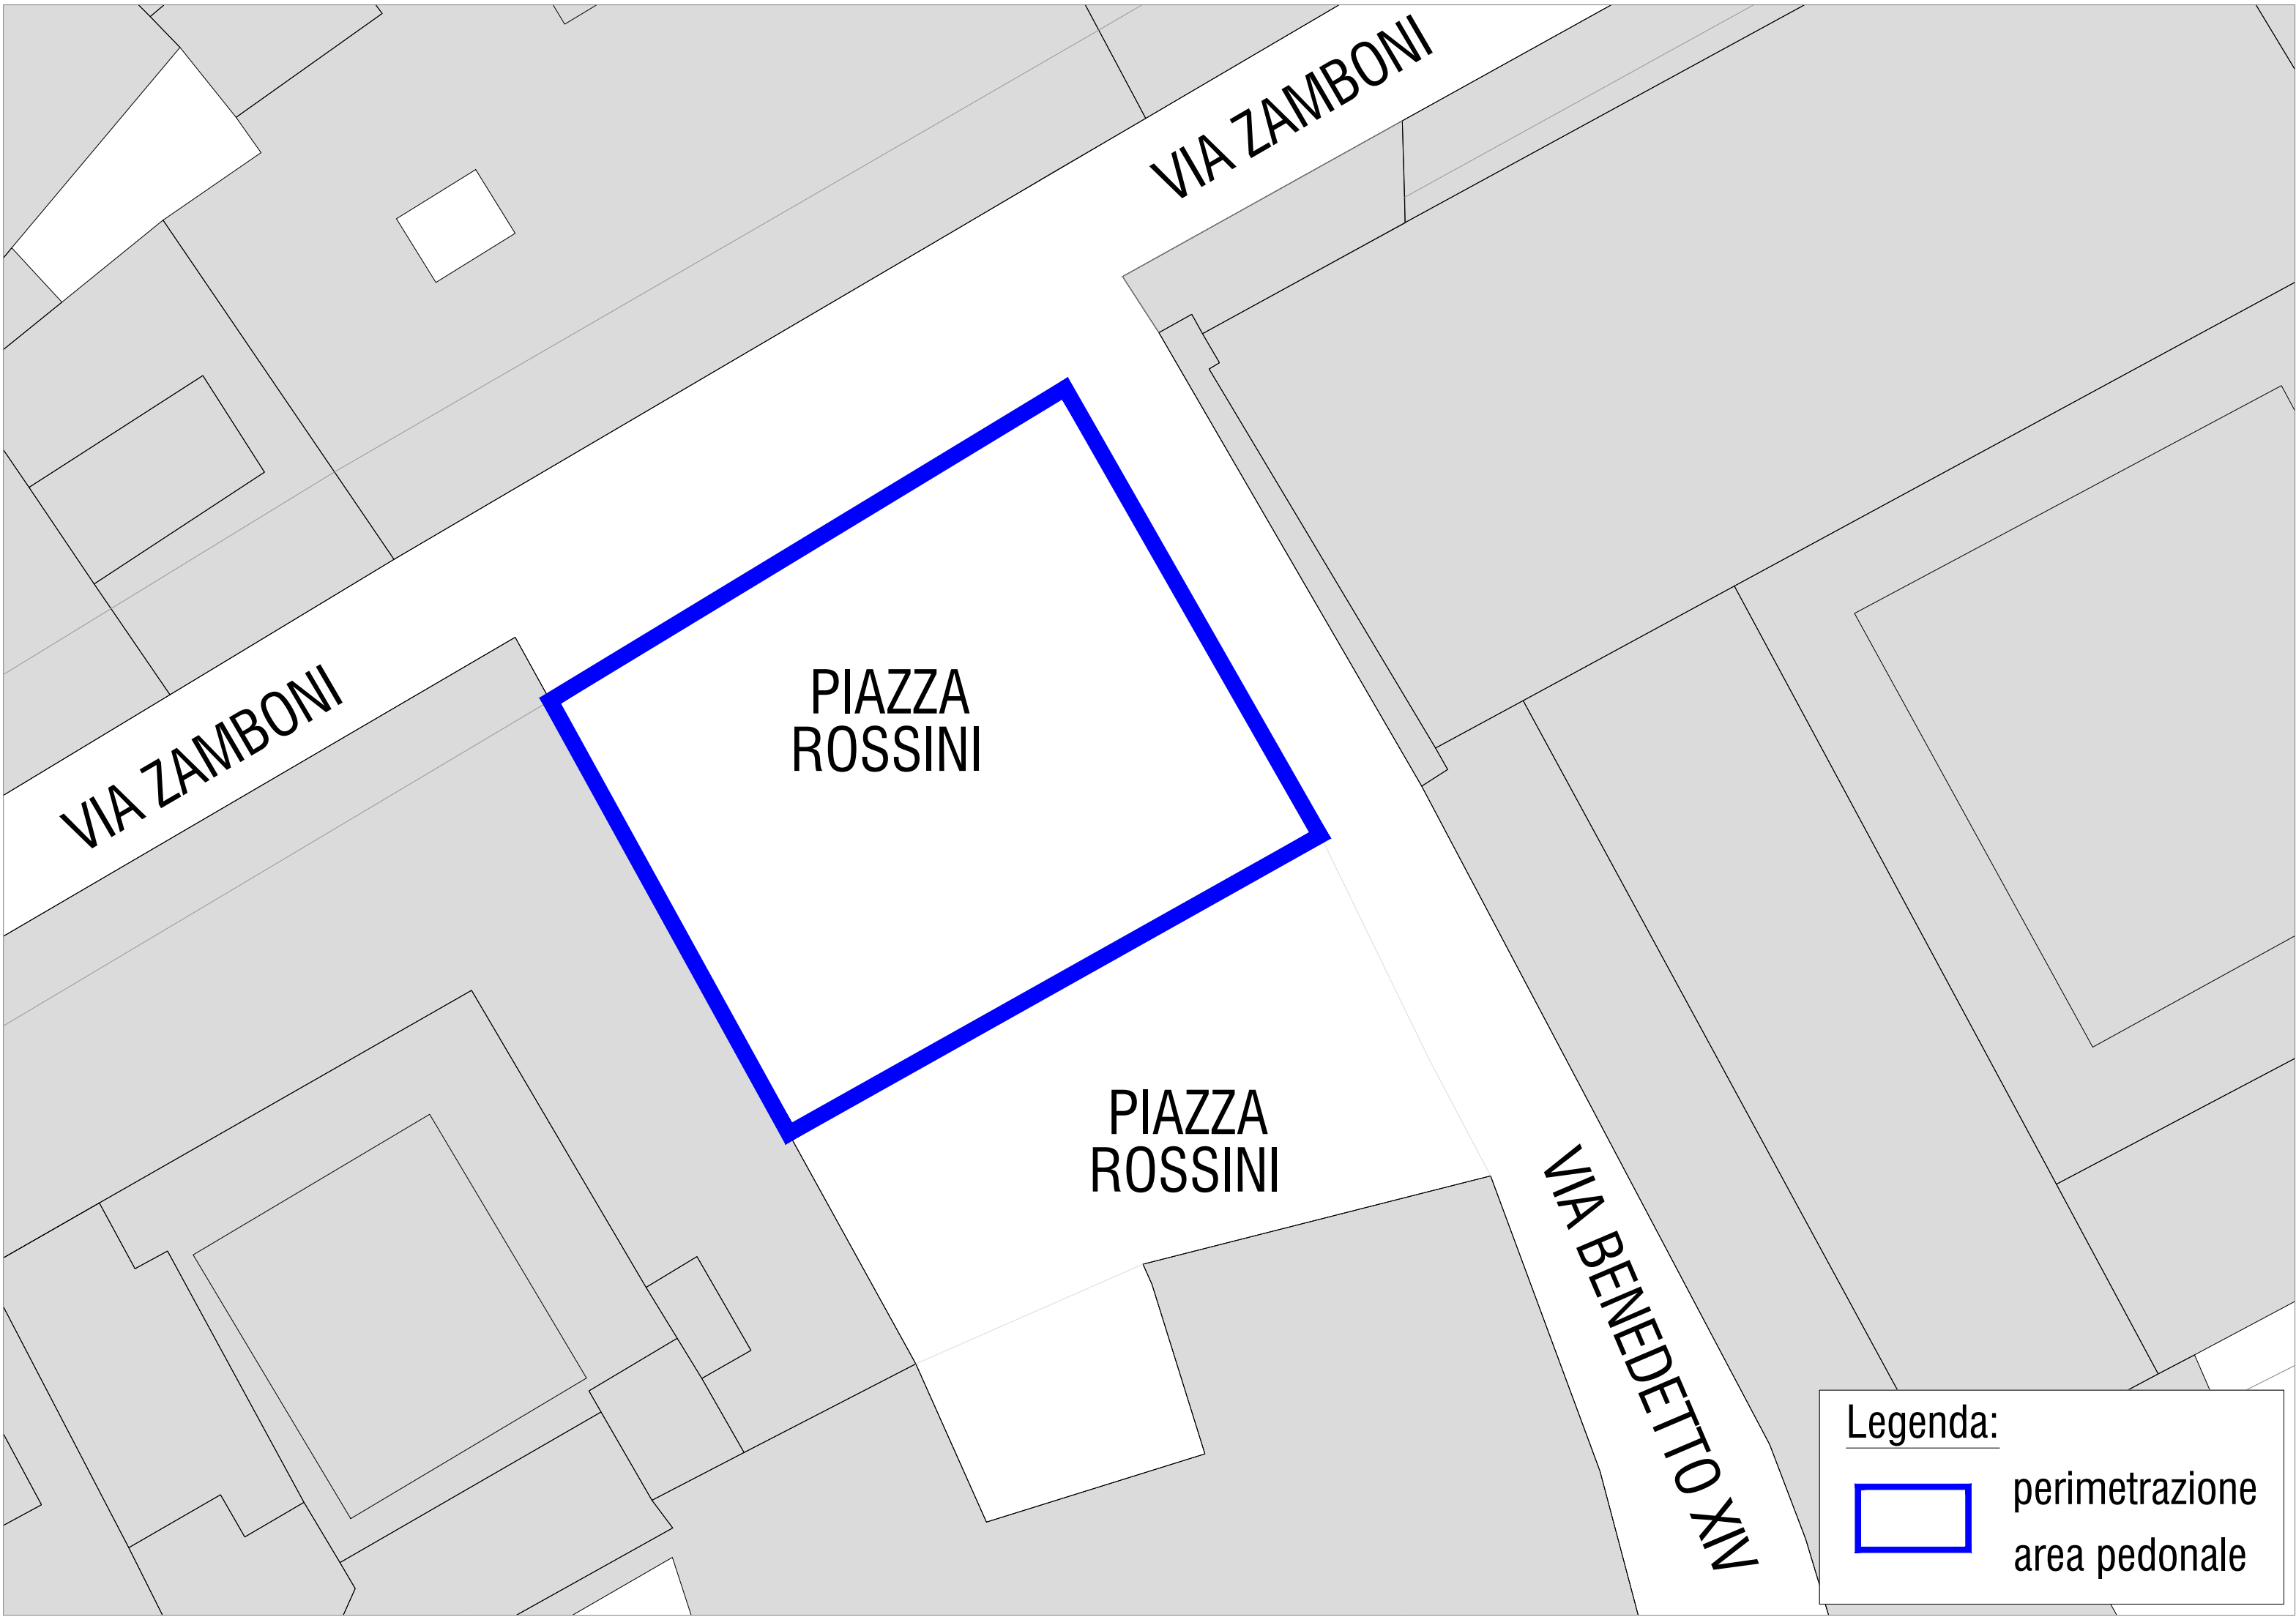 VIA ZAMBONI
VIA ZAMBONI
PIAZZA
ROSSINI
PIAZZA
ROSSINI
VIA BENEDETTO XIV
Legenda:
perimetrazione
area pedonale